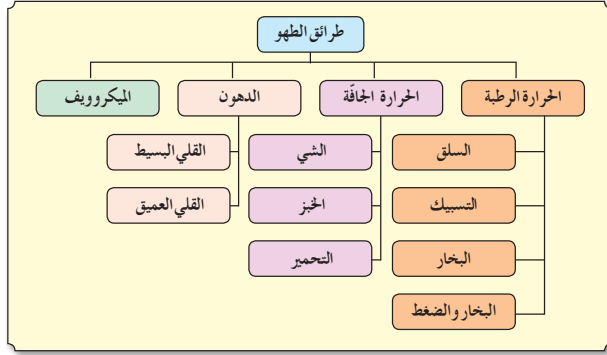 طرائق الطهو
الحرارة الرطبة
الحرارة الجافّة
الدهون
الميكروويف
السلق
التسبيك
البخار
البخار والضغط
الشي
الخبز
التحمير
القلي البسيط
القلي العميق